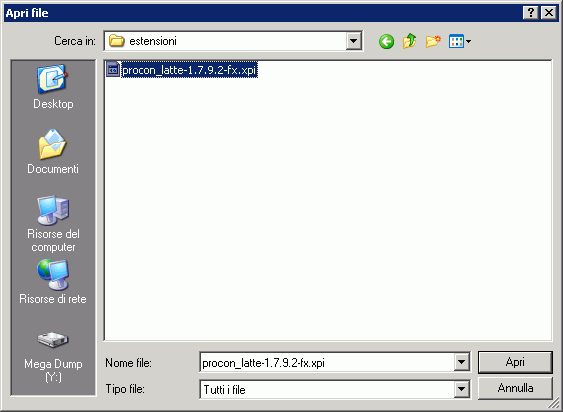 Apri file
Cerca in:
estensioni
procon_latte-1.7.9.2-fx.xpi
Desktop
Documenti
Risorse del
computer
Risorse di rete
Mega Dump
(Y:)
Nome file:
procon_latte-1.7.9.2-fx.xpi
Apri
Tipo file:
Tutti i file
Annulla